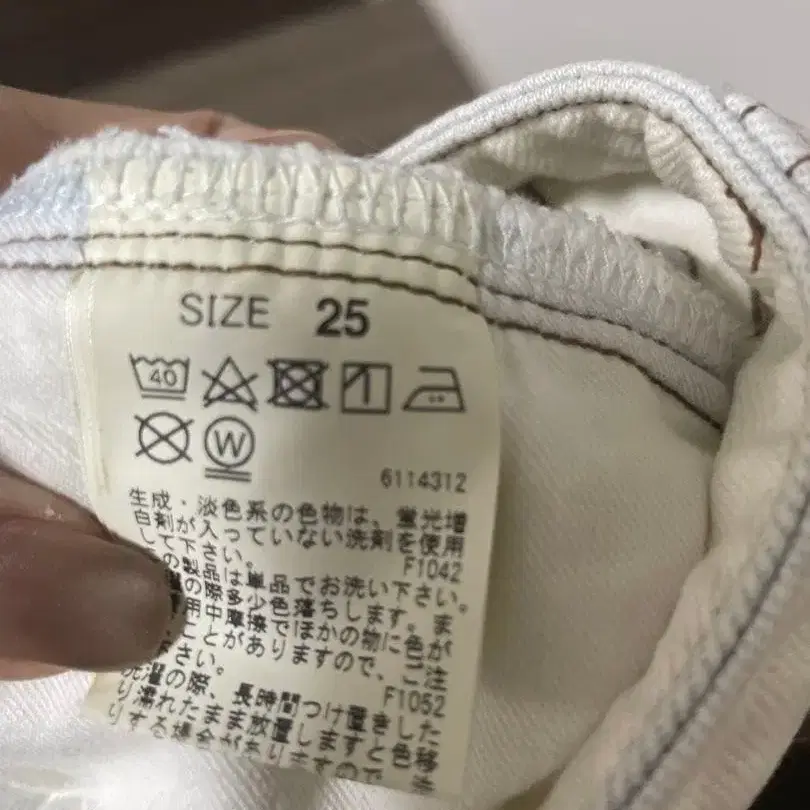 SIZE 25
40
W
6114312
生成・淡色系の色物は、蛍光増
白剤が入っていない洗剤を使用
して下さい。
F1042
の製品は単品でお洗い下さい。
の際多少色落ちします。ま
用中摩擦でほかの物に色が
ことがありますので、ご注
下さい。
F1052
洗濯の際、長時間つけ置きした
り濡れたまま放置しますと色移
りする場合がありますので